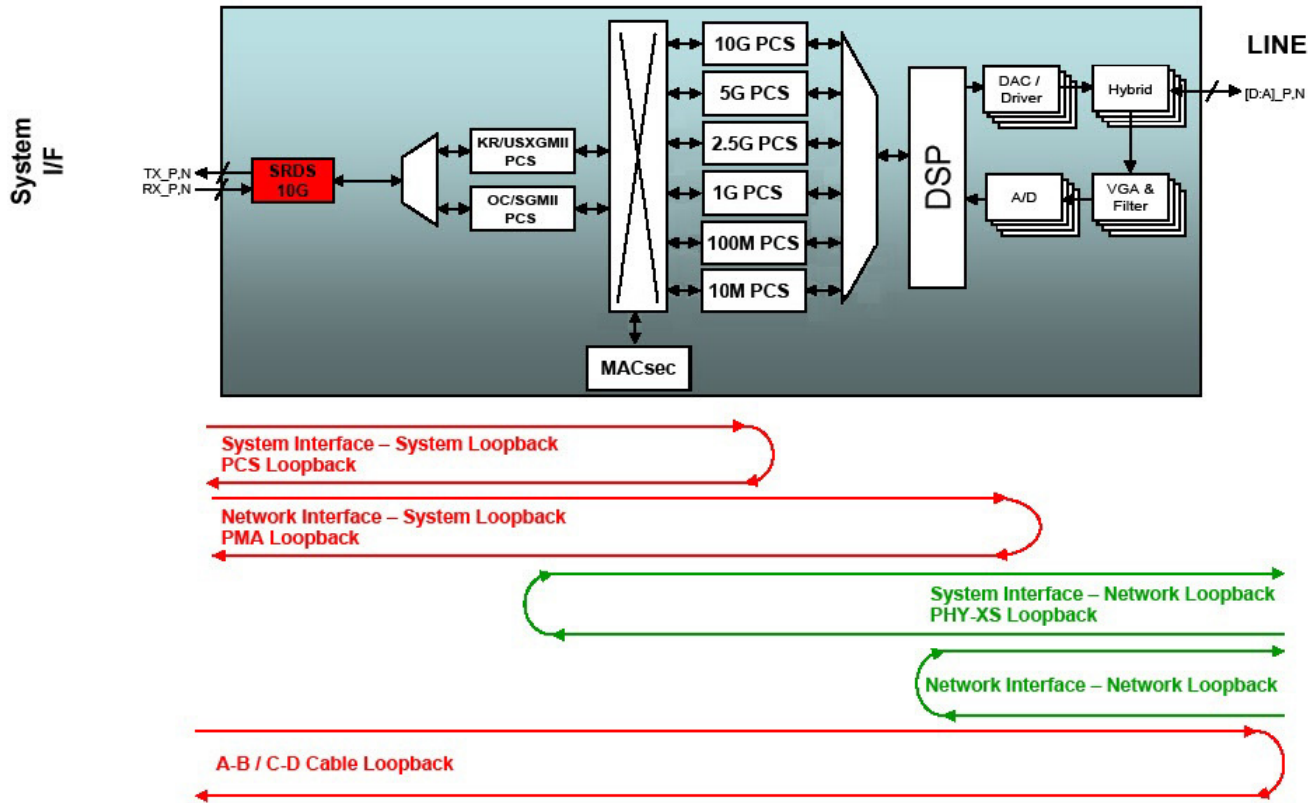 System
I/F
TX_P,N
RX_P,N
SRDS
10G
KR/USXGMII
PCS
OC/SGMII
PCS
MACsec
10G PCS
5G PCS
2.5G PCS
1G PCS
100M PCS
10M PCS
DSP
DAC /
Driver
Hybrid
A/D
VGA &
Filter
LINE
[D:A]_P,N
System Interface – System Loopback
PCS Loopback
Network Interface – System Loopback
PMA Loopback
System Interface – Network Loopback
PHY-XS Loopback
Network Interface – Network Loopback
A-B / C-D Cable Loopback